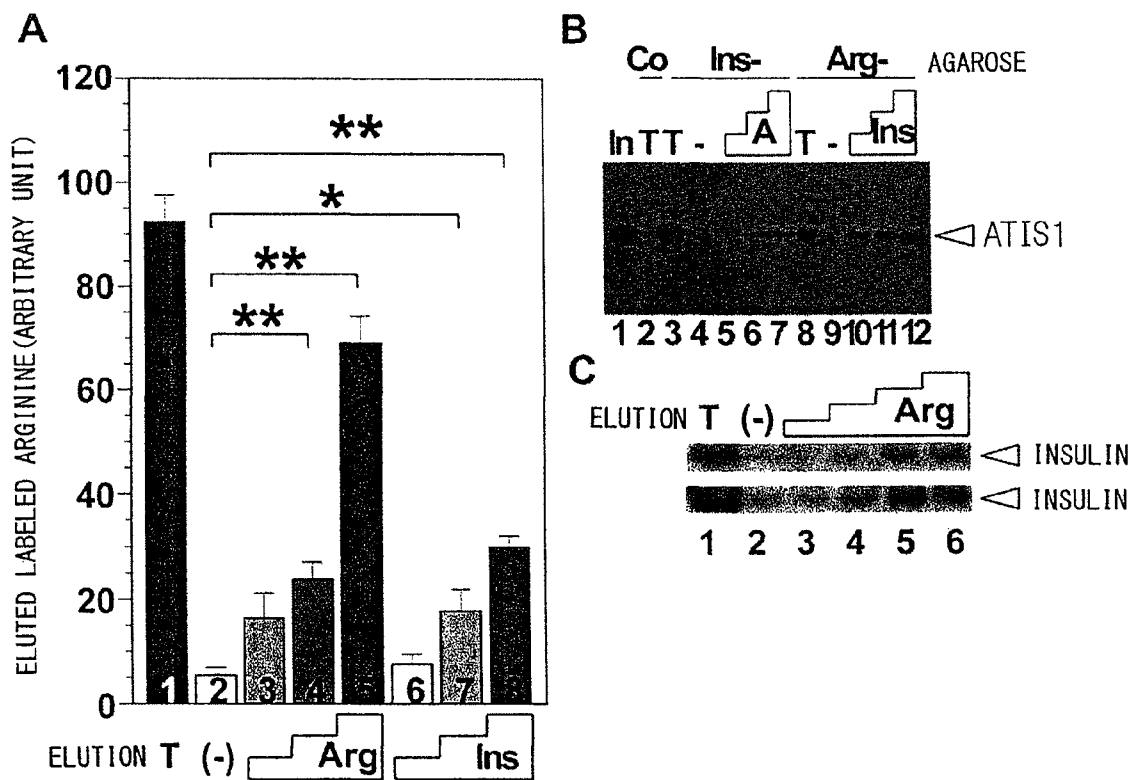 A
ELUTED LABELED ARGININE(ARBITRARY UNIT)
120
100
80
60
40
20
0
**
*
**
**
1 2 3 4 5 6 7 8
ELUTION T (-) Arg Ins
B
Co Ins- Arg- AGAROSE
In T T - A T - Ins
ATIS1
1 2 3 4 5 6 7 8 9 10 11 12
C
ELUTION T (-) Arg
INSULIN
INSULIN
1 2 3 4 5 6